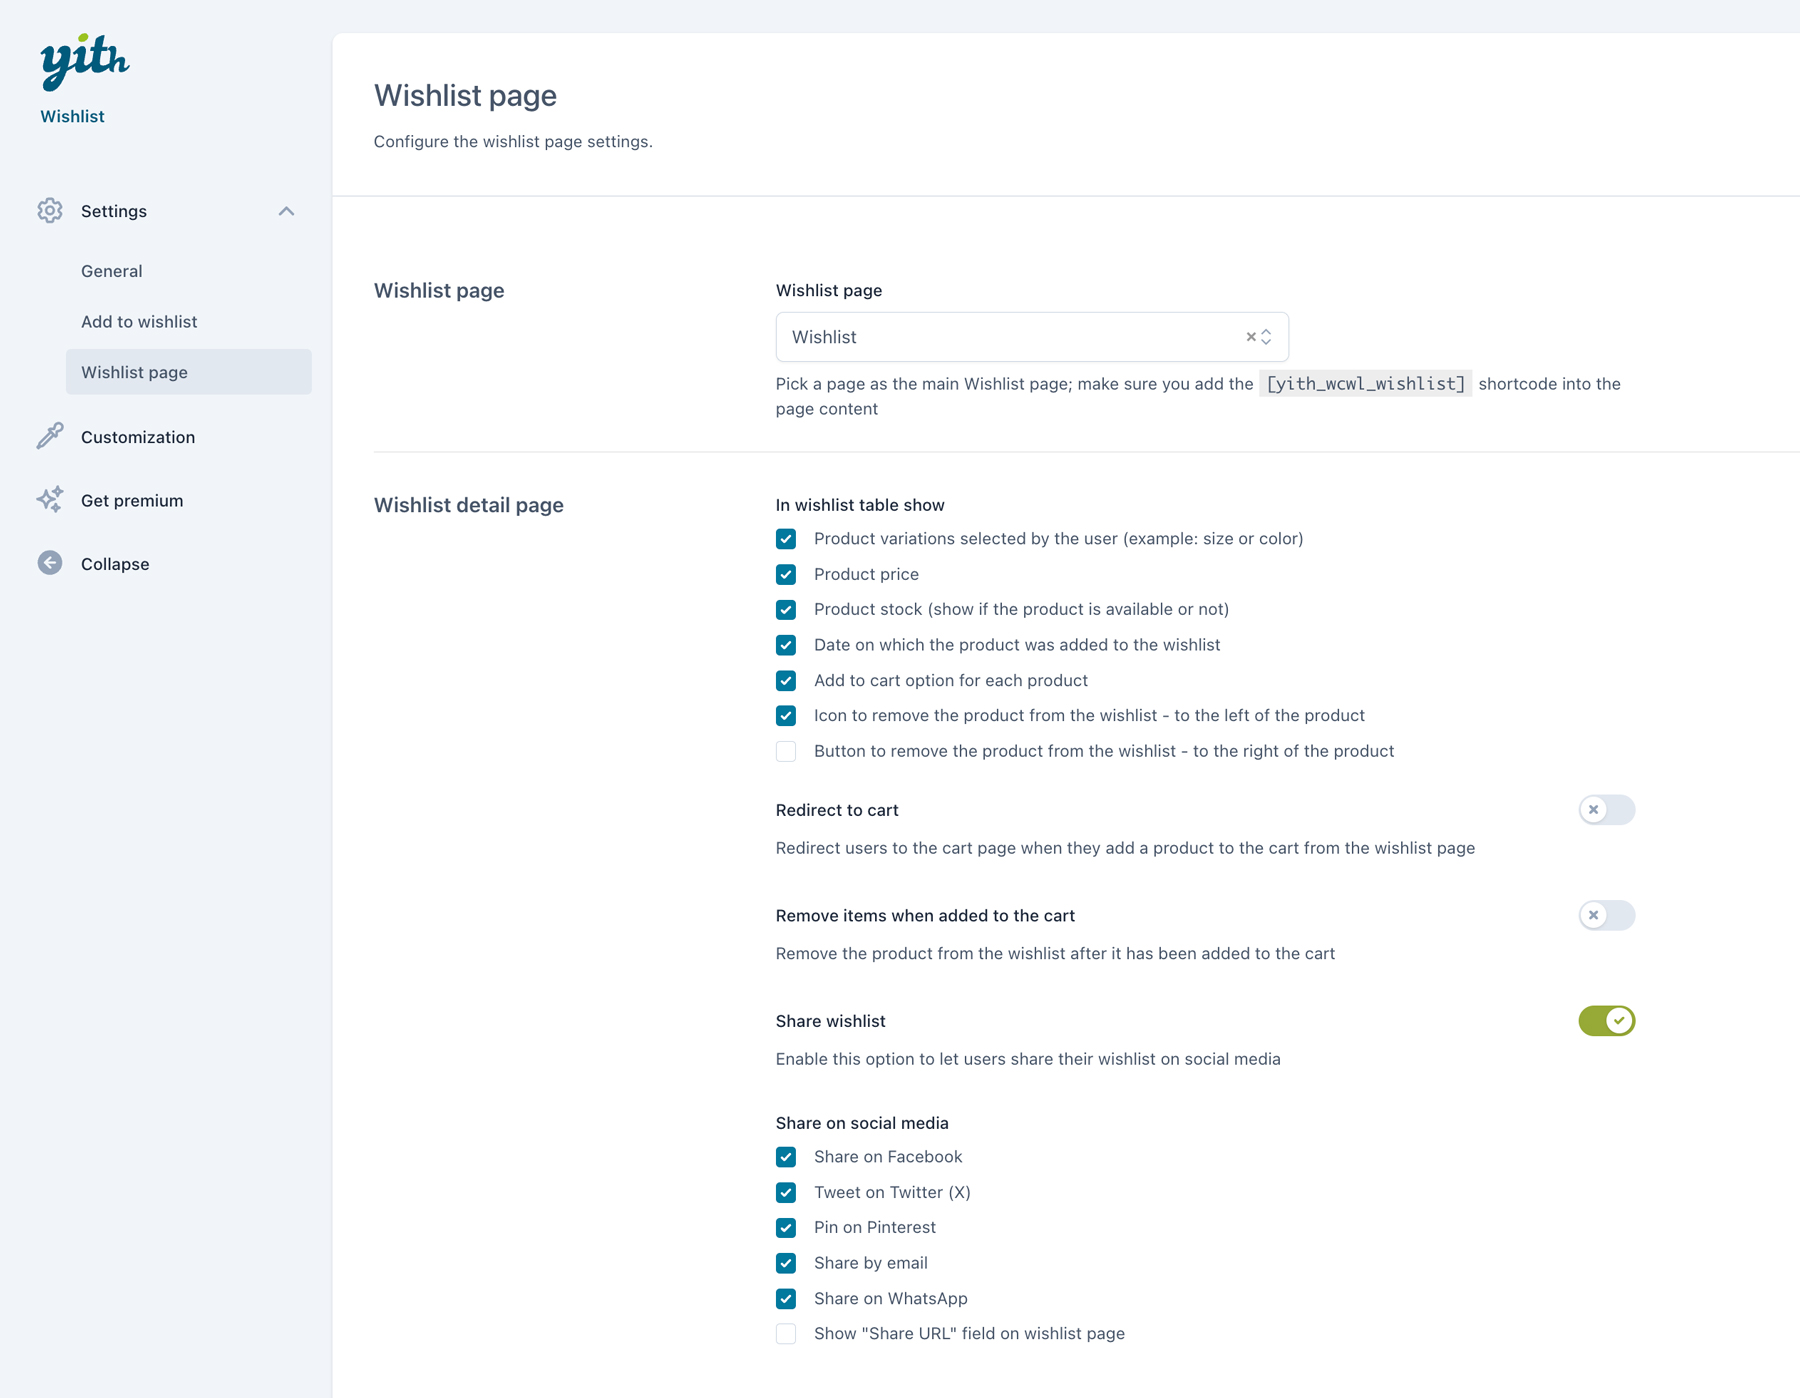 yith
Wishlist
Settings
General
Add to wishlist
Wishlist page
Customization
Get premium
Collapse
Wishlist page
Configure the wishlist page settings.
Wishlist page
Wishlist page
Wishlist
Pick a page as the main Wishlist page; make sure you add the [yith_wcwl_wishlist] shortcode into the
page content
Wishlist detail page
In wishlist table show
Product variations selected by the user (example: size or color)
Product price
Product stock (show if the product is available or not)
Date on which the product was added to the wishlist
Add to cart option for each product
Icon to remove the product from the wishlist - to the left of the product
Button to remove the product from the wishlist - to the right of the product
Redirect to cart
Redirect users to the cart page when they add a product to the cart from the wishlist page
Remove items when added to the cart
Remove the product from the wishlist after it has been added to the cart
Share wishlist
Enable this option to let users share their wishlist on social media
Share on social media
Share on Facebook
Tweet on Twitter (X)
Pin on Pinterest
Share by email
Share on WhatsApp
Show "Share URL" field on wishlist page